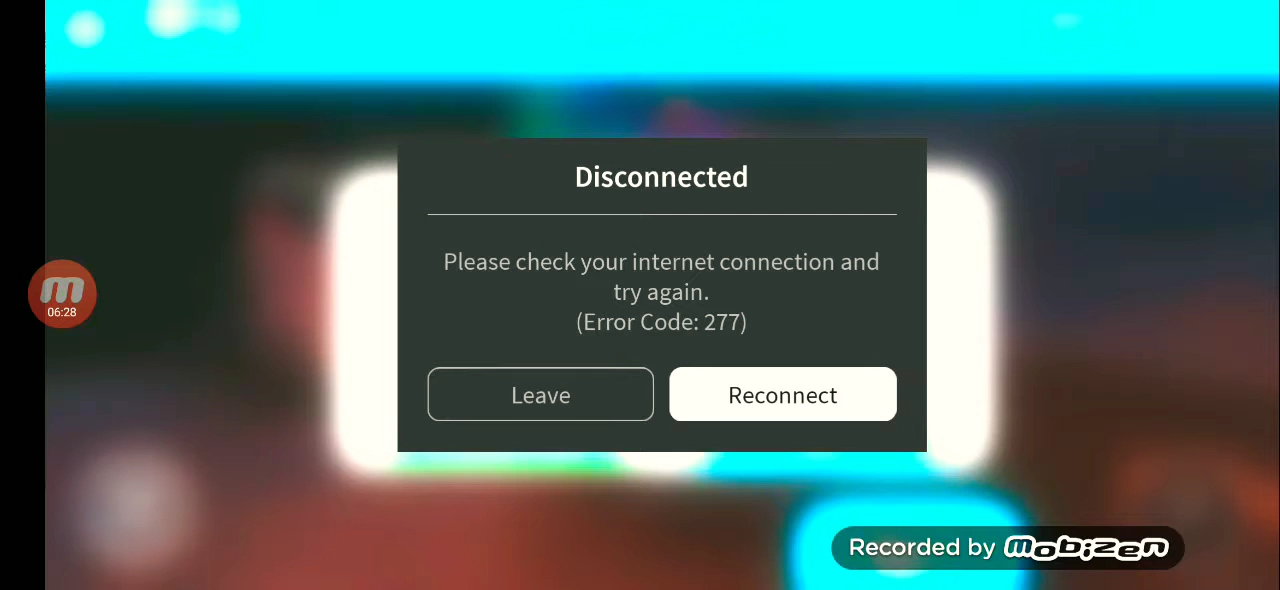 Disconnected
Please check your internet connection and
try again.
(Error Code: 277)
Leave
Reconnect
m
06:28
Recorded by mobizen